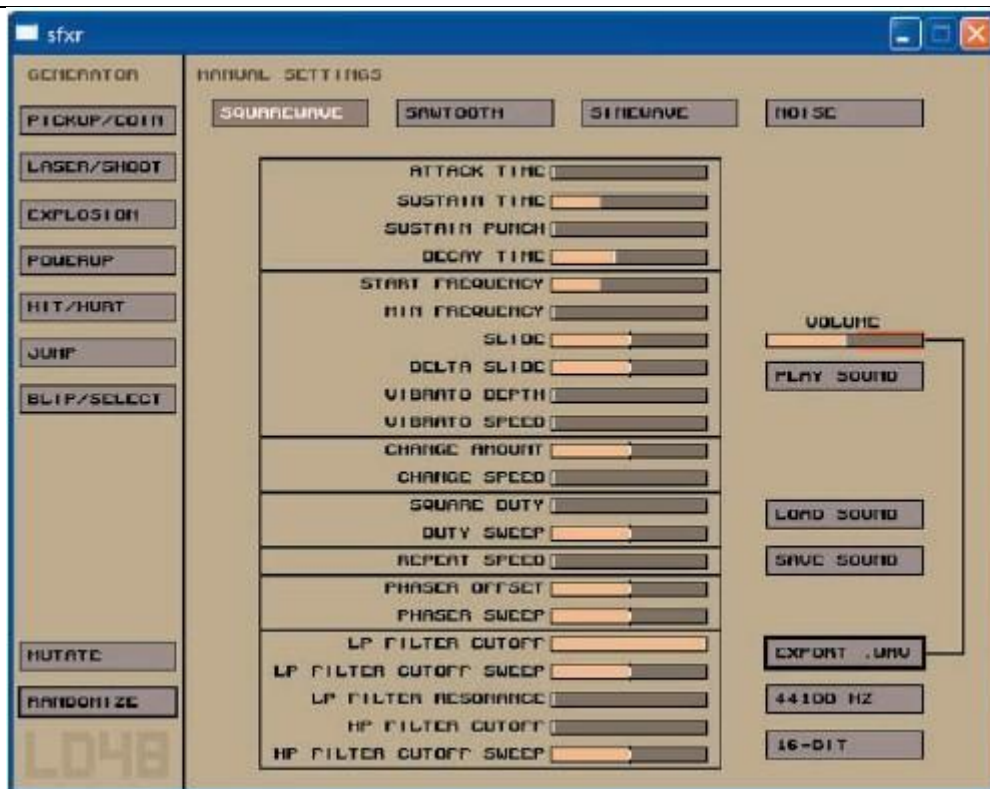 sfxr
GENERATOR
PICKUP/COIN
LASER/SHOOT
EXPLOSION
POWERUP
HIT/HURT
JUMP
BLIP/SELECT
MUTATE
RANDOMIZE
LD48
MANUAL SETTINGS
SQUAREWAVE
SAWTOOTH
SINEWAVE
NOISE
ATTACK TIME
SUSTAIN TIME
SUSTAIN PUNCH
DECAY TIME
START FREQUENCY
MIN FREQUENCY
SLIDE
DELTA SLIDE
VIBRATO DEPTH
VIBRATO SPEED
CHANGE AMOUNT
CHANGE SPEED
SQUARE DUTY
DUTY SWEEP
REPEAT SPEED
PHASER OFFSET
PHASER SWEEP
LP FILTER CUTOFF
LP FILTER CUTOFF SWEEP
LP FILTER RESONANCE
HP FILTER CUTOFF
HP FILTER CUTOFF SWEEP
VOLUME
PLAY SOUND
LOAD SOUND
SAVE SOUND
EXPORT .WAV
44100 HZ
16-BIT